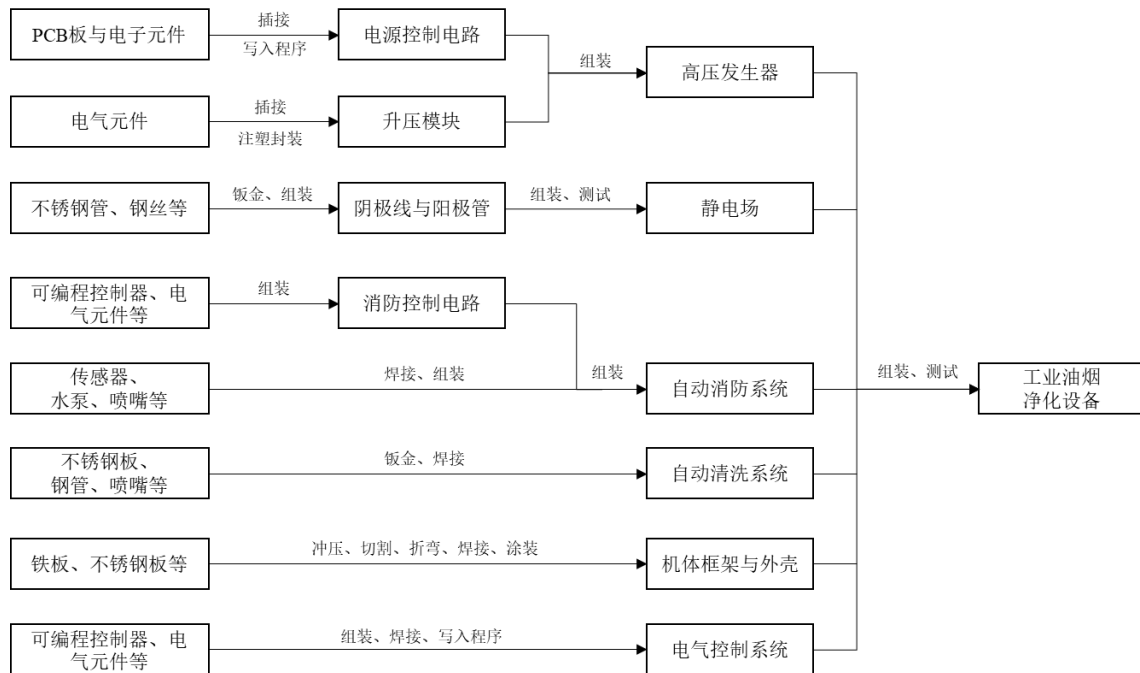 PCB板与电子元件
插接
写入程序
电源控制电路
组装
高压发生器
电气元件
插接
注塑封装
升压模块
不锈钢管、钢丝等
钣金、组装
阴极线与阳极管
组装、测试
静电场
可编程控制器、电
气元件等
组装
消防控制电路
传感器、
水泵、喷嘴等
焊接、组装
组装
自动消防系统
组装、测试
工业油烟
净化设备
不锈钢板、
钢管、喷嘴等
钣金、焊接
自动清洗系统
铁板、不锈钢板等
冲压、切割、折弯、焊接、涂装
机体框架与外壳
可编程控制器、电
气元件等
组装、焊接、写入程序
电气控制系统